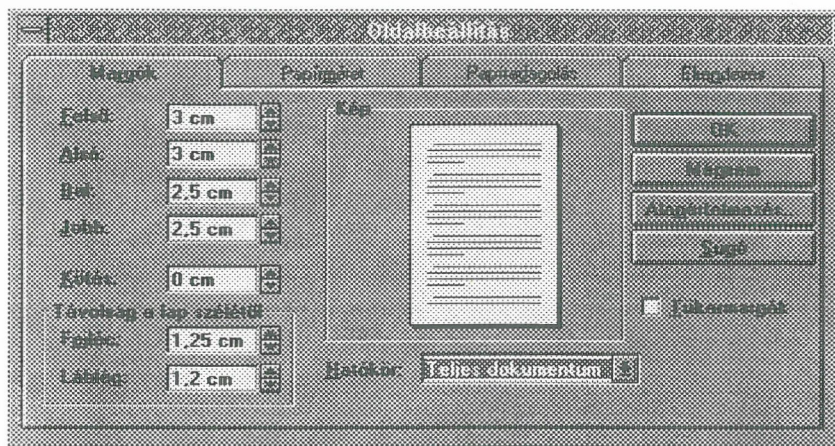 Oldalbeállítás
Margók Papírméret Papíradagolás Elrendezés
Felső: 3 cm
Alsó: 3 cm
Bal: 2,5 cm
Jobb: 2,5 cm
Kötés: 0 cm
Távolság a lap szélétől
Fejléc: 1,25 cm
Lábléc: 1,2 cm
Kép
Hatókör: Teljes dokumentum
OK
Mégsem
Alapértelmezés...
Súgó
Tükörmargók